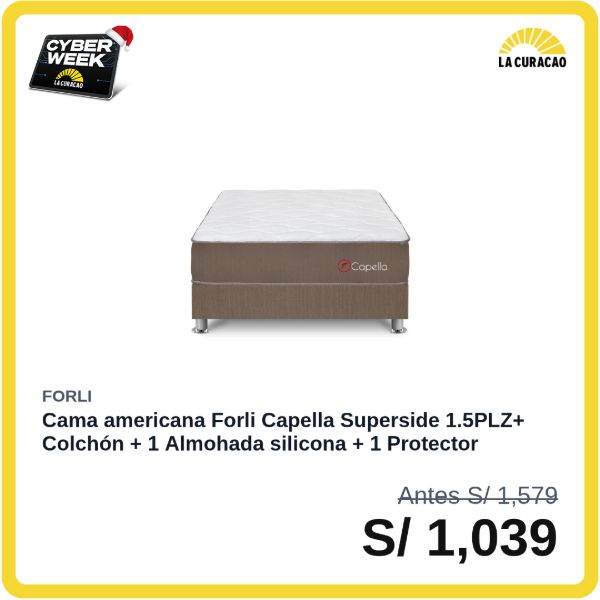 CYBER
WEEK
LA CURACAO
LA CURACAO
Capella
FORLI
Cama americana Forli Capella Superside 1.5PLZ+
Colchón + 1 Almohada silicona + 1 Protector
Antes S/ 1,579
S/ 1,039